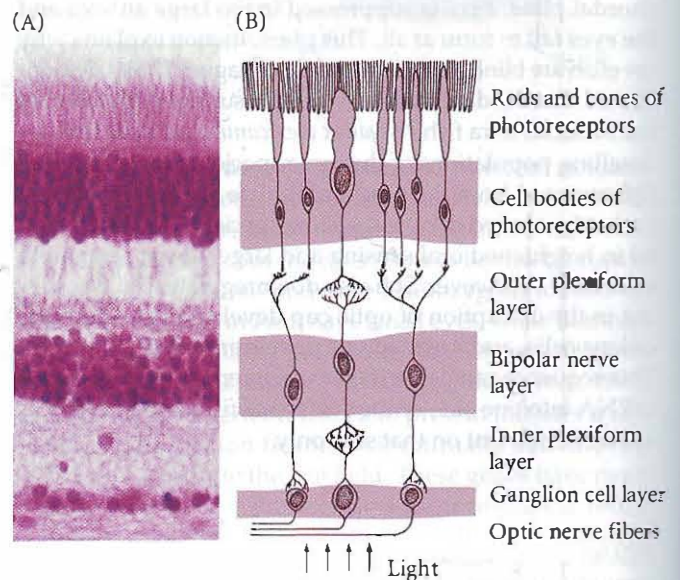 (A)
(B)
Rods and cones of
photoreceptors
Cell bodies of
photoreceptors
Outer plexiform
layer
Bipolar nerve
layer
Inner plexiform
layer
Ganglion cell layer
Optic nerve fibers
Light